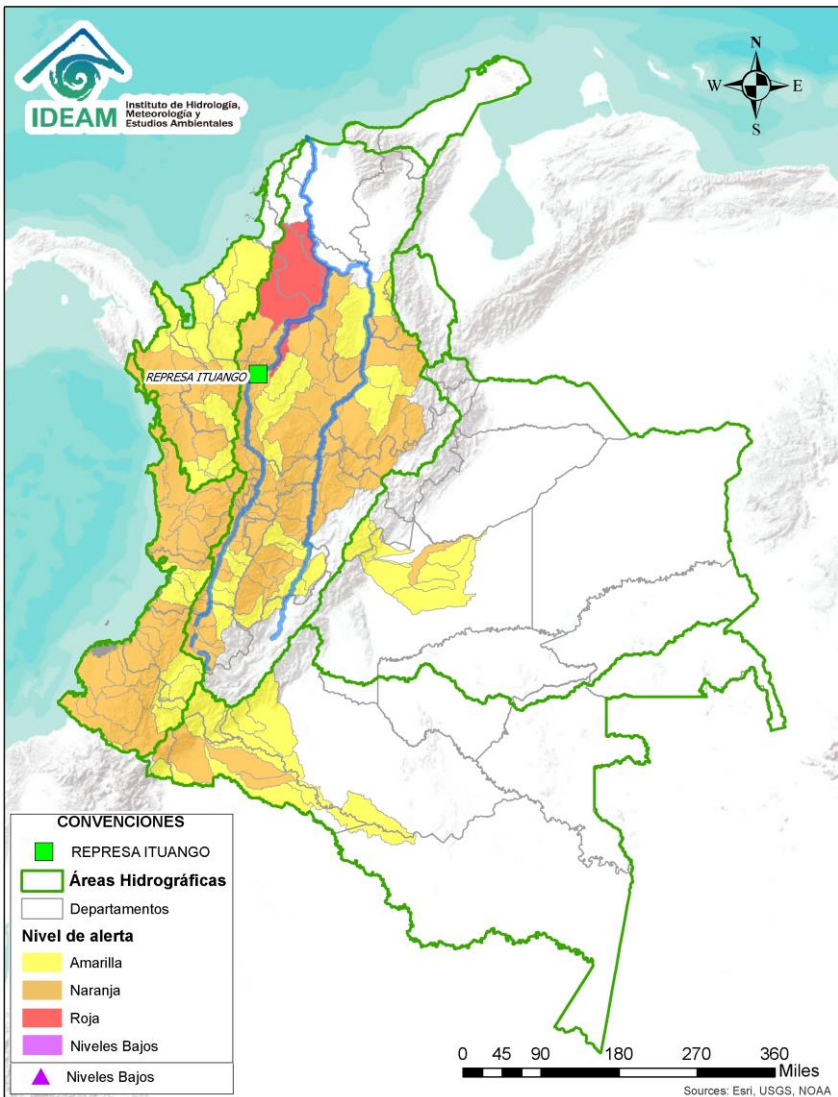 IDEAM
Instituto de Hidrología,
Meteorología y
Estudios Ambientales
N
W
E
S
REPRESA ITUANGO
CONVENCIONES
REPRESA ITUANGO
Áreas Hidrográficas
Departamentos
Nivel de alerta
Amarilla
Naranja
Roja
Niveles Bajos
Niveles Bajos
0 45 90 180 270 360
Miles
Sources: Esri, USGS, NOAA